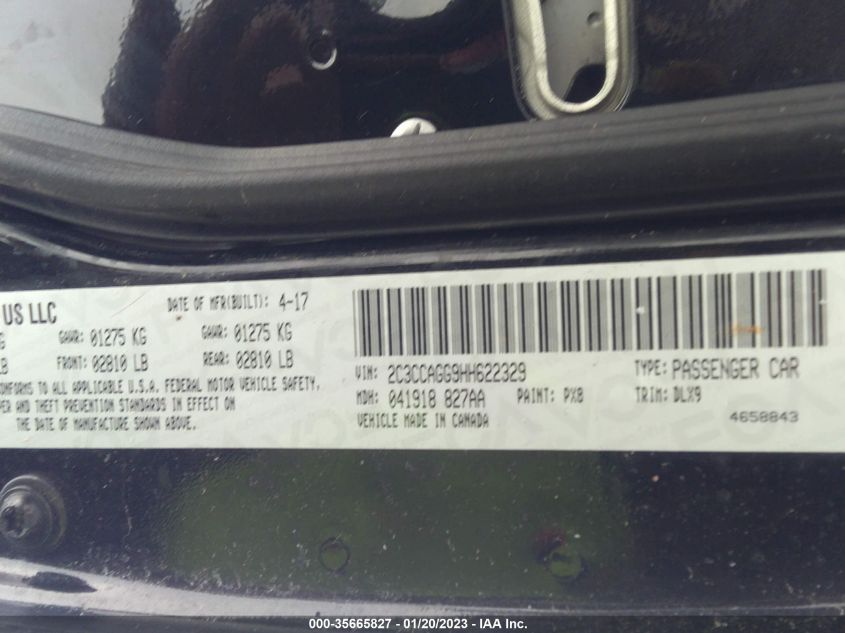 US LLC
DATE OF MFR(BUILT): 4-17
GAWR: 01275 KG GAWR: 01275 KG
LB FRONT: 02810 LB REAR: 02810 LB
CONFORMS TO ALL APPLICABLE U.S.A. FEDERAL MOTOR VEHICLE SAFETY,
PER AND THEFT PREVENTION STANDARDS IN EFFECT ON
THE DATE OF MANUFACTURE SHOWN ABOVE.
VIN: 2C3CCAGG9HH622329 TYPE: PASSENGER CAR
MDH: 041918 827AA PAINT: PX8 TRIM: DLX9
VEHICLE MADE IN CANADA 4658843
000-35665827 - 01/20/2023 - IAA Inc.